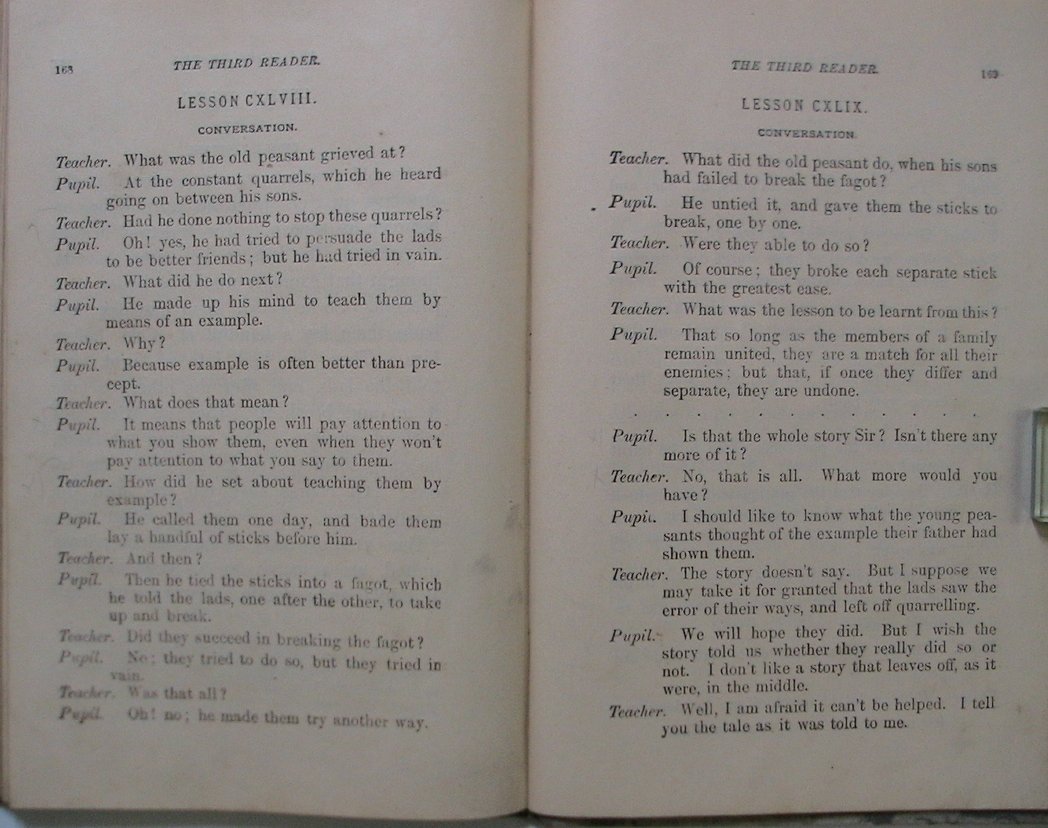 168
THE THIRD READER.
LESSON CXLVIII.
CONVERSATION.
Teacher. What was the old peasant grieved at?
Pupil. At the constant quarrels, which he heard
going on between his sons.
Teacher. Had he done nothing to stop these quarrels?
Pupil. Oh! yes, he had tried to persuade the lads
to be better friends; but he had tried in vain.
Teacher. What did he do next?
Pupil. He made up his mind to teach them by
means of an example.
Teacher. Why?
Pupil. Because example is often better than pre-
cept.
Teacher. What does that mean?
Pupil. It means that people will pay attention to
what you show them, even when they won't
pay attention to what you say to them.
Teacher. How did he set about teaching them by
example?
Pupil. He called them one day, and bade them
lay a handful of sticks before him.
Teacher. And then?
Pupil. Then he tied the sticks into a fagot, which
he told the lads, one after the other, to take
up and break.
Teacher. Did they succeed in breaking the fagot?
Pupil. No; they tried to do so, but they tried in
vain.
Teacher. Was that all?
Pupil. Oh! no; he made them try another way.
THE THIRD READER.
169
LESSON CXLIX.
CONVERSATION
Teacher. What did the old peasant do, when his sons
had failed to break the fagot?
Pupil. He untied it, and gave them the sticks to
break, one by one.
Teacher. Were they able to do so?
Pupil. Of course; they broke each separate stick
with the greatest ease.
Teacher. What was the lesson to be learnt from this?
Pupil. That so long as the members of a family
remain united, they are a match for all their
enemies; but that, if once they differ and
separate, they are undone.
. . . . . . . . . . . .
Pupil. Is that the whole story Sir? Isn't there any
more of it?
Teacher. No, that is all. What more would you
have?
Pupil. I should like to know what the young pea-
sants thought of the example their father had
shown them.
Teacher. The story doesn't say. But I suppose we
may take it for granted that the lads saw the
error of their ways, and left off quarrelling.
Pupil. We will hope they did. But I wish the
story told us whether they really did so or
not. I don't like a story that leaves off, as it
were, in the middle.
Teacher. Well, I am afraid it can't be helped. I tell
you the tale as it was told to me.